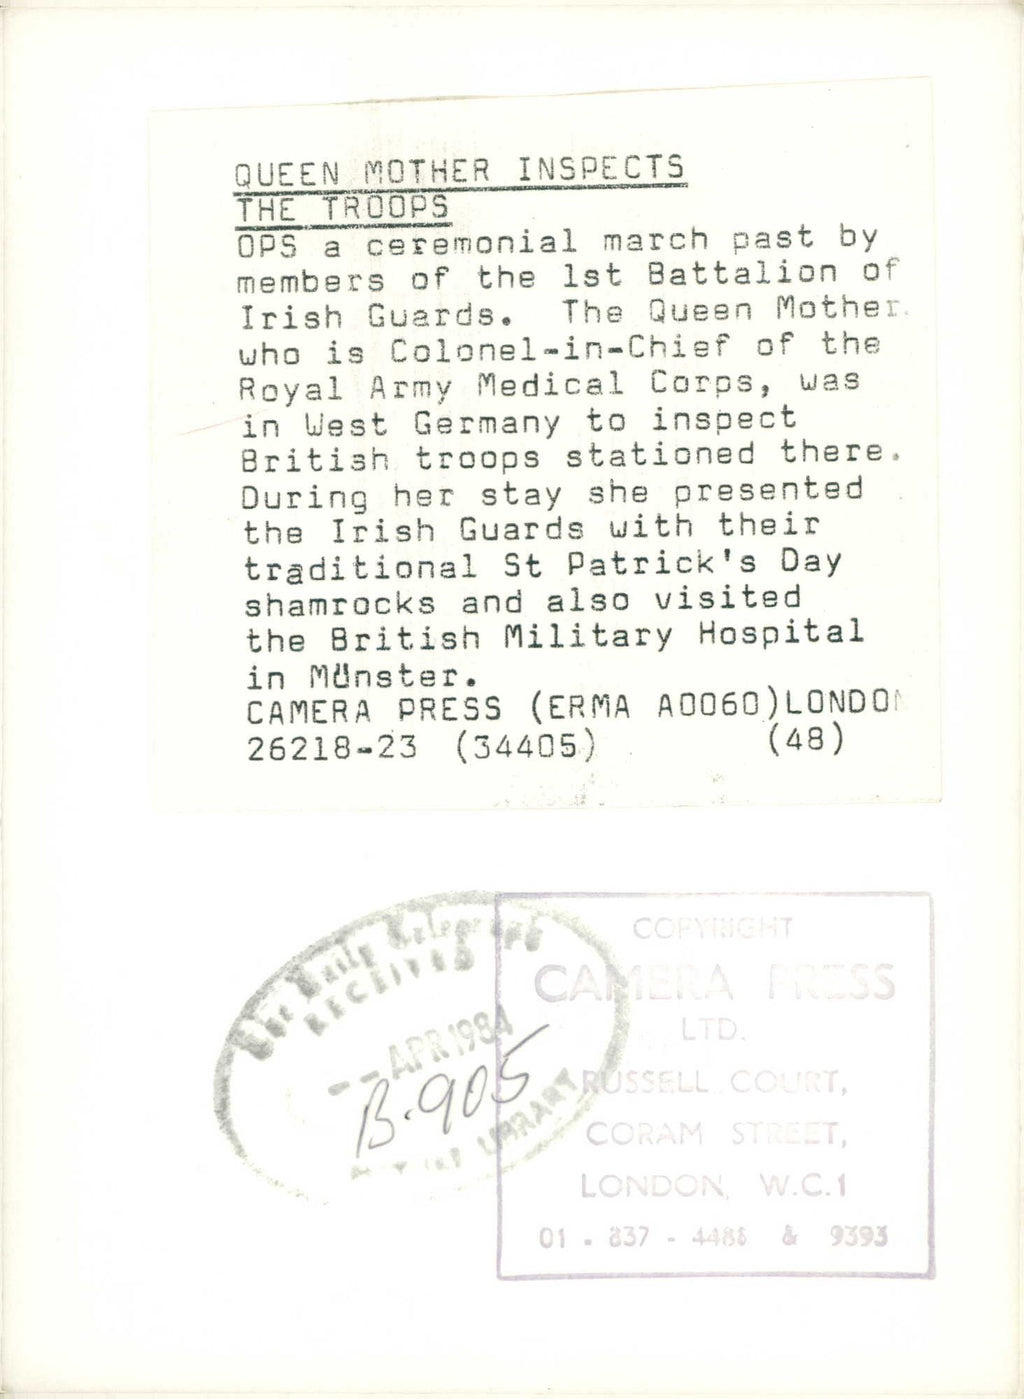 QUEEN MOTHER INSPECTS
THE TROOPS
OPS a ceremonial march past by
members of the 1st Battalion of
Irish Guards. The Queen Mother
who is Colonel-in-Chief of the
Royal Army Medical Corps, was
in West Germany to inspect
British troops stationed there.
During her stay she presented
the Irish Guards with their
traditional St Patrick's Day
shamrocks and also visited
the British Military Hospital
in Münster.
CAMERA PRESS (ERMA A0060)LONDON
26218-23 (34405) (48)
The Daily Telegraph
RECEIVED
--APR 1984
B.905
LIBRARY
COPYRIGHT
CAMERA PRESS
LTD.
RUSSELL COURT,
CORAM STREET,
LONDON, W.C.1
01 . 837 - 4488 & 9393